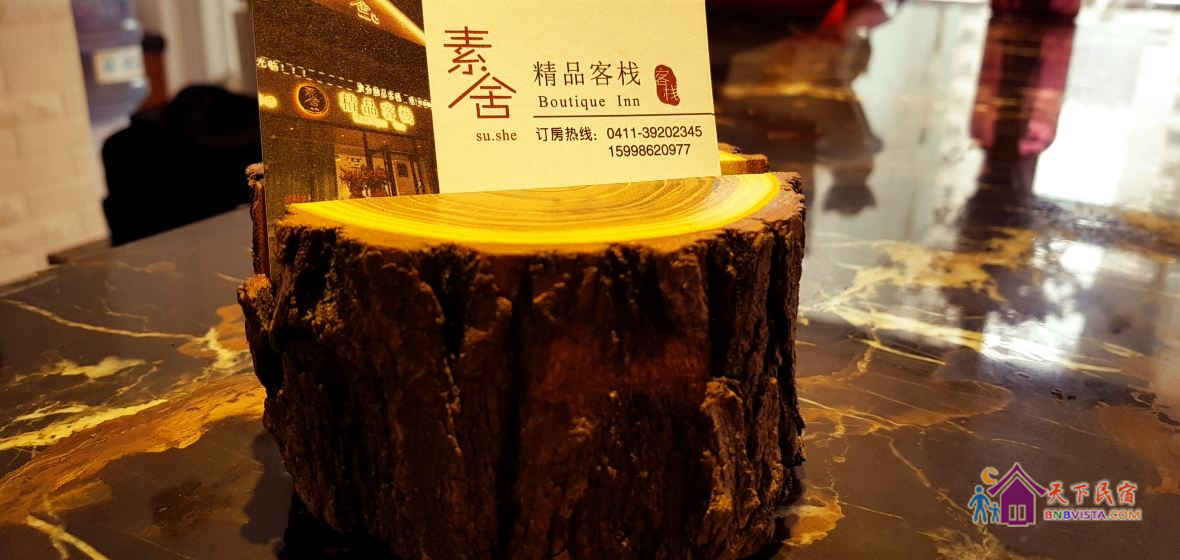 素舍
su.she
精品客栈
Boutique Inn
客栈
订房热线：0411-39202345
15998620977
精品客栈
天下民宿
BNBVISTA.COM